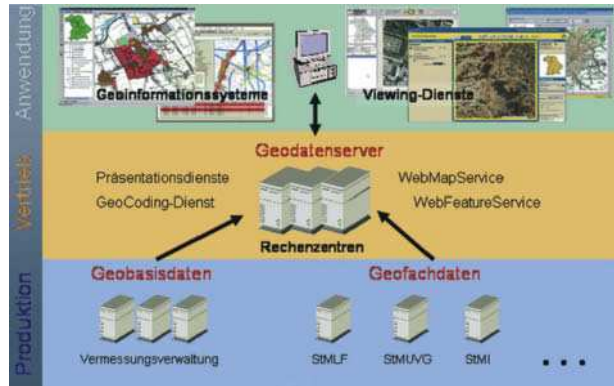 Anwendung
Geoinformationssysteme
Viewing-Dienste
Vertrieb
Geodatenserver
Präsentationsdienste
WebMapService
GeoCoding-Dienst
WebFeatureService
Rechenzentren
Produktion
Geobasisdaten
Geofachdaten
Vermessungsverwaltung
StMLF
StMUVG
StMI
...